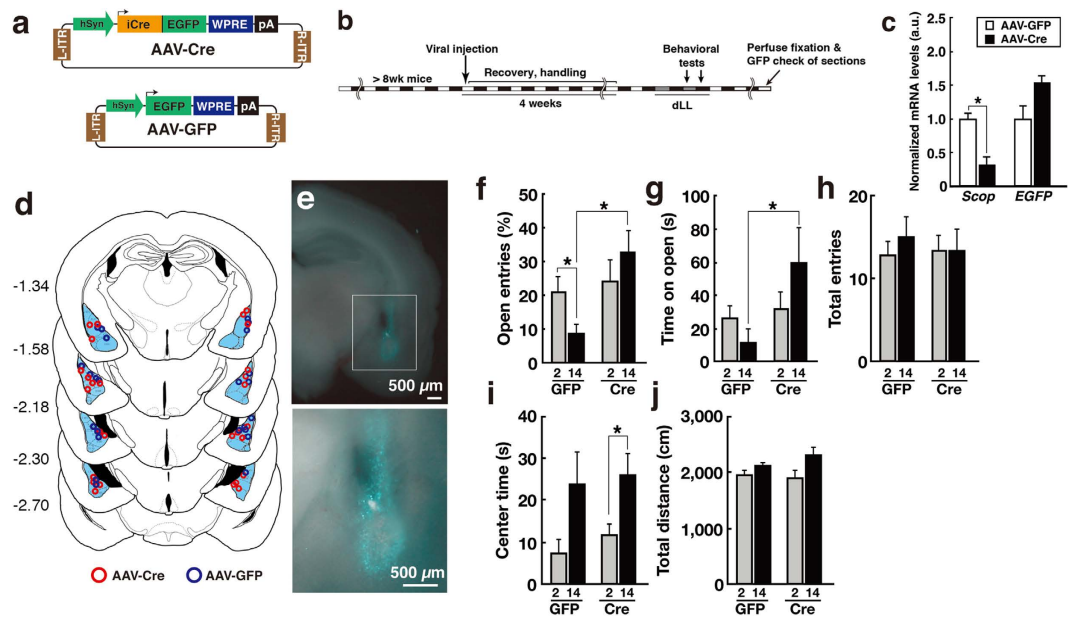 a
hSyn iCre EGFP WPRE pA
L-ITR R-ITR
AAV-Cre
hSyn EGFP WPRE pA
L-ITR R-ITR
AAV-GFP
b
Viral injection
Behavioral
tests
Perfuse fixation &
GFP check of sections
> 8wk mice
Recovery, handling
4 weeks
dLL
c
Normalized mRNA levels (a.u.)
2.5
2.0
1.5
1.0
0.5
0
AAV-GFP
AAV-Cre
*
Scop EGFP
d
-1.34
-1.58
-2.18
-2.30
-2.70
AAV-Cre AAV-GFP
e
500 µm
500 µm
f
Open entries (%)
50
40
30
20
10
0
*
*
2 14 2 14
GFP Cre
g
Time on open (s)
100
80
60
40
20
0
*
2 14 2 14
GFP Cre
h
Total entries
20
10
0
2 14 2 14
GFP Cre
i
Center time (s)
40
30
20
10
0
*
2 14 2 14
GFP Cre
j
Total distance (cm)
3,000
2,000
1,000
0
2 14 2 14
GFP Cre